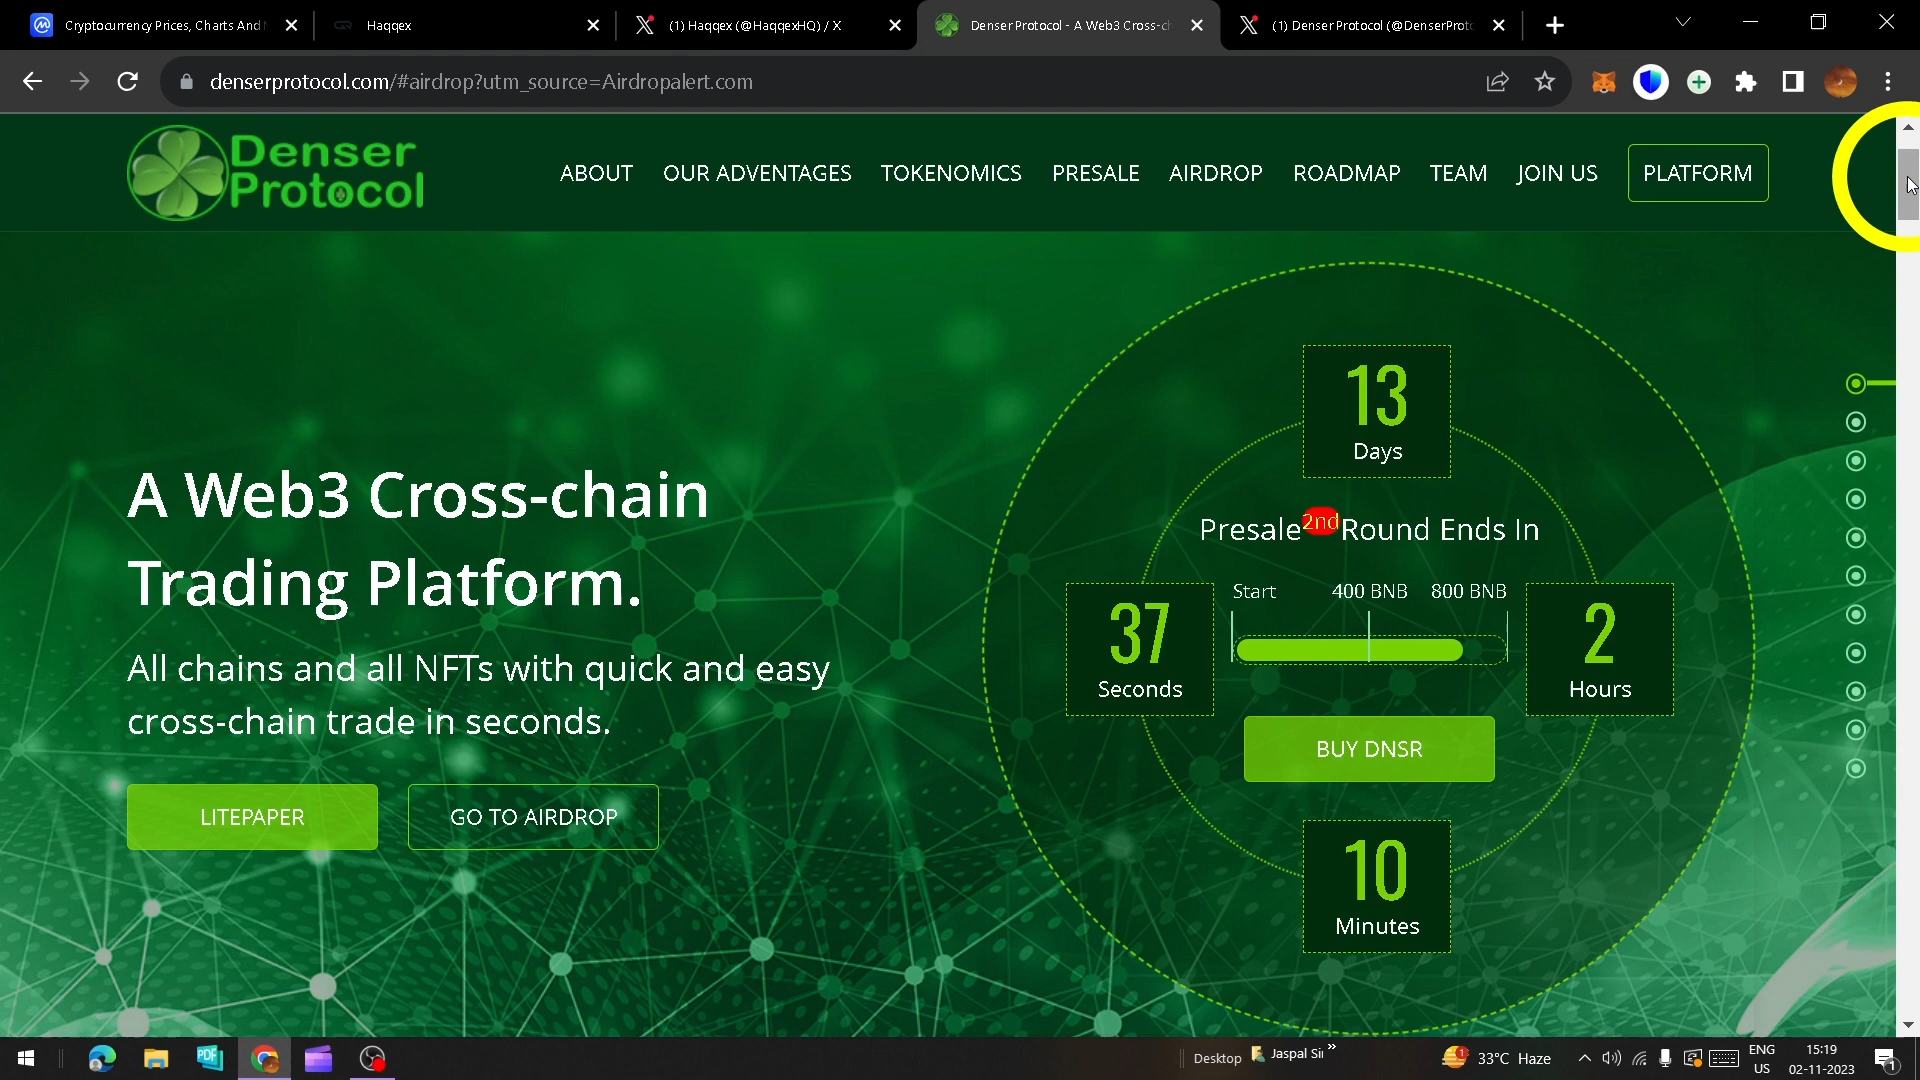 Cryptocurrency Prices, Charts And
Haqqex
(1) Haqqex (@HaqqexHQ) / X
Denser Protocol - A Web3 Cross-ch
(1) Denser Protocol (@DenserProto
denserprotocol.com/#airdrop?utm_source=Airdropalert.com
Denser
Protocol
ABOUT
OUR ADVENTAGES
TOKENOMICS
PRESALE
AIRDROP
ROADMAP
TEAM
JOIN US
PLATFORM
A Web3 Cross-chain
Trading Platform.
All chains and all NFTs with quick and easy
cross-chain trade in seconds.
LITEPAPER
GO TO AIRDROP
13
Days
Presale 2nd Round Ends In
Start 400 BNB 800 BNB
37
Seconds
2
Hours
BUY DNSR
10
Minutes
PDF
Desktop
Jaspal Sir
»
1
33°C Haze
ENG
US
15:19
02-11-2023
1